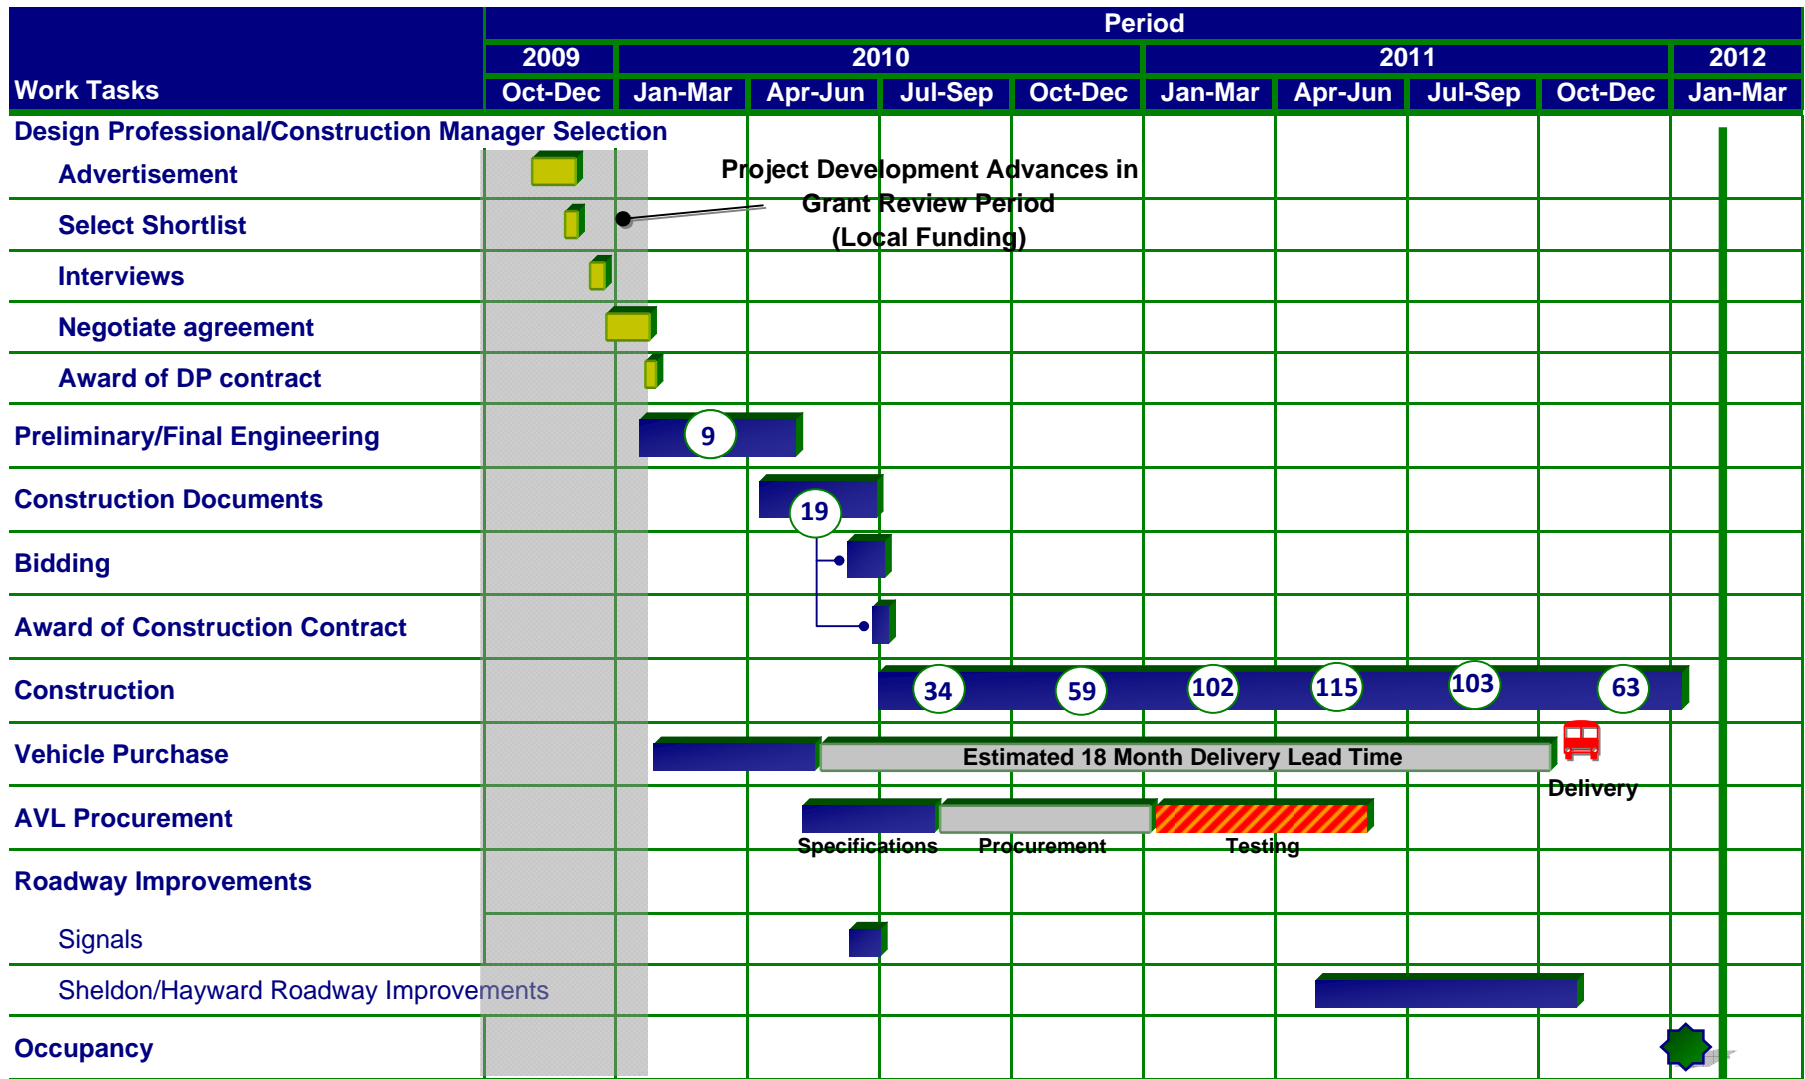 Period
2009 2010 2011 2012
Work Tasks Oct-Dec Jan-Mar Apr-Jun Jul-Sep Oct-Dec Jan-Mar Apr-Jun Jul-Sep Oct-Dec Jan-Mar
Design Professional/Construction Manager Selection
Advertisement
Project Development Advances in
Grant Review Period
(Local Funding)
Select Shortlist
Interviews
Negotiate agreement
Award of DP contract
Preliminary/Final Engineering 9
Construction Documents 19
Bidding
Award of Construction Contract
Construction 34 59 102 115 103 63
Vehicle Purchase Estimated 18 Month Delivery Lead Time
Delivery
AVL Procurement
Specifications Procurement Testing
Roadway Improvements
Signals
Sheldon/Hayward Roadway Improvements
Occupancy